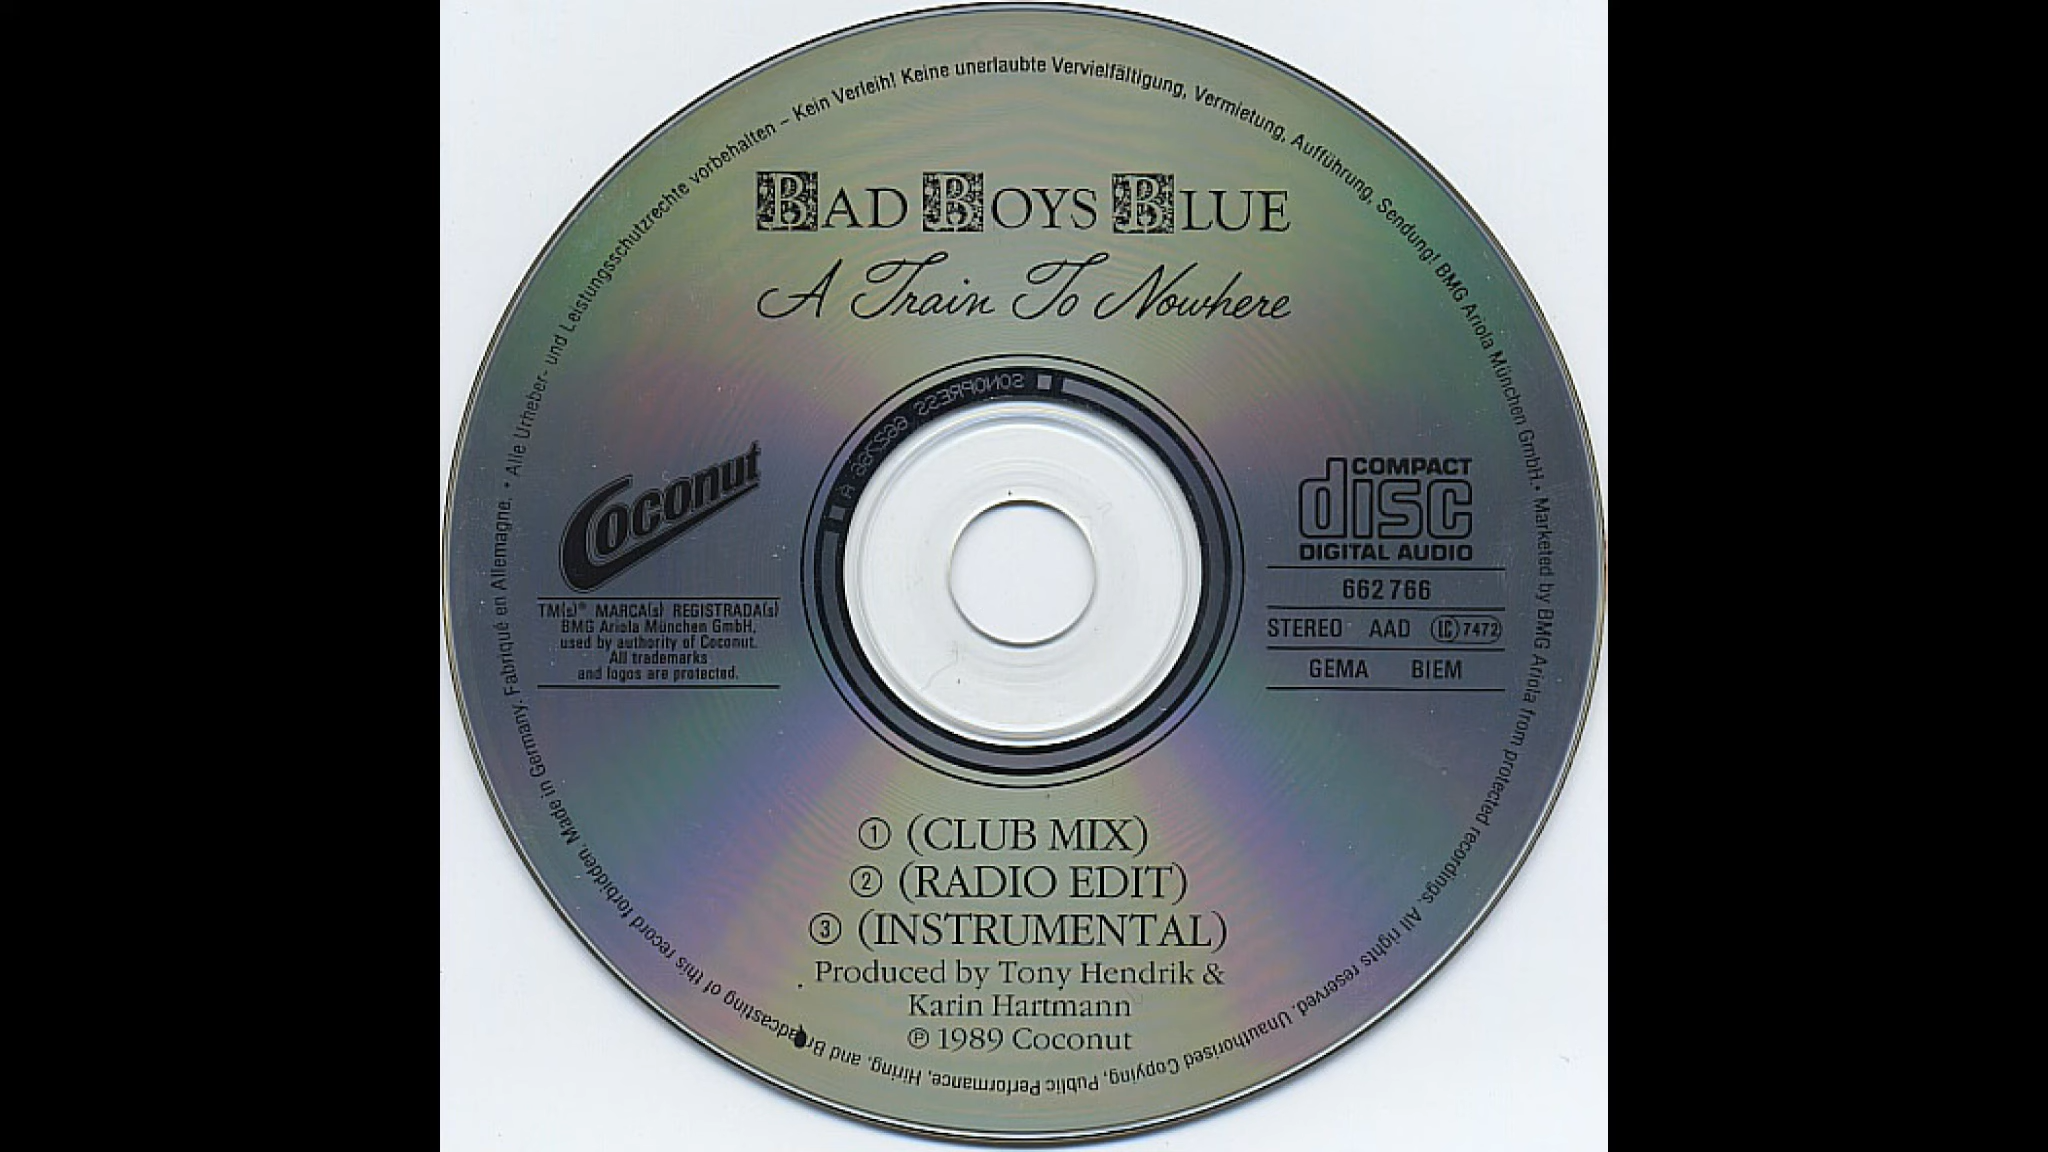 BAD BOYS BLUE
A Train To Nowhere
Coconut
TM(s)® MARCA(s) REGISTRADA(s)
BMG Ariola München GmbH,
used by authority of Coconut.
All trademarks
and logos are protected.
COMPACT
disc
DIGITAL AUDIO
662 766
STEREO AAD LC 7472
GEMA BIEM
SONOPRESS 662766 A
① (CLUB MIX)
② (RADIO EDIT)
③ (INSTRUMENTAL)
Produced by Tony Hendrik &
Karin Hartmann
℗ 1989 Coconut
• Alle Urheber- und Leistungsschutzrechte vorbehalten – Kein Verleih! Keine unerlaubte Vervielfältigung, Vermietung, Aufführung, Sendung! BMG Ariola München GmbH. • Marketed by BMG Ariola from protected recordings. All rights reserved. Unauthorised Copying, Public Performance, Hiring, and Broadcasting of this record forbidden. Made in Germany. Fabriqué en Allemagne.